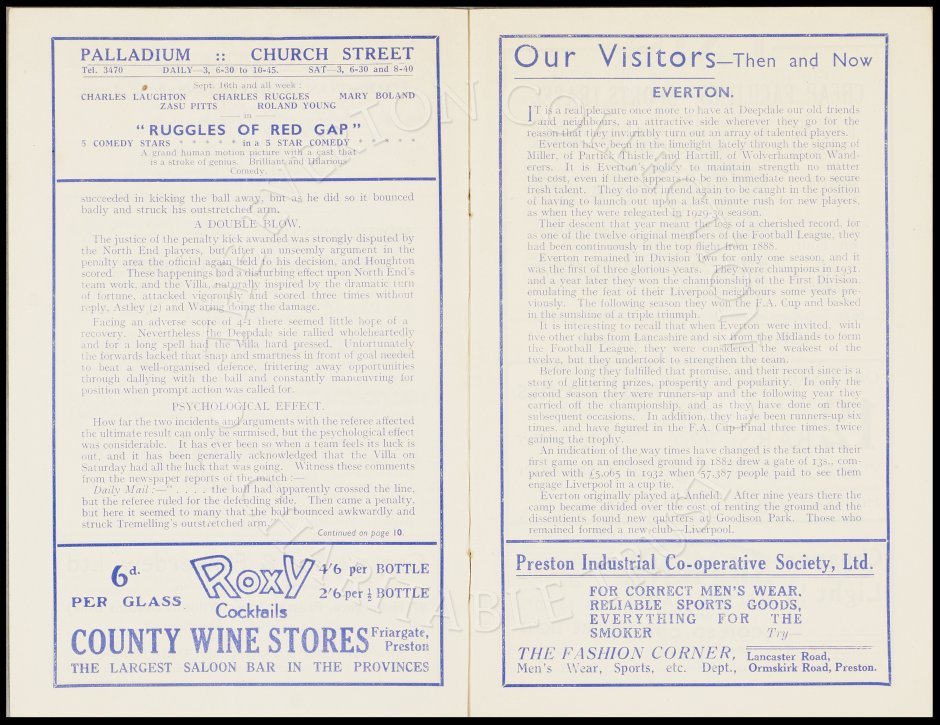 PALLADIUM :: CHURCH STREET
Tel. 3470 DAILY—3, 6-30 to 10-45. SAT—3, 6-30 and 8-40
Sept. 16th and all week :
CHARLES LAUGHTON CHARLES RUGGLES MARY BOLAND
ZASU PITTS ROLAND YOUNG
in
"RUGGLES OF RED GAP"
5 COMEDY STARS · · · · · in a 5 STAR COMEDY · · · · ·
A grand human motion picture with a cast that
is a stroke of genius. Brilliant and Hilarious
Comedy.
succeeded in kicking the ball away, but as he did so it bounced
badly and struck his outstretched arm.
A DOUBLE BLOW.
The justice of the penalty kick awarded was strongly disputed by
the North End players, but after an unseemly argument in the
penalty area the official again held to his decision, and Houghton
scored. These happenings had a disturbing effect upon North End's
team work, and the Villa, naturally inspired by the dramatic turn
of fortune, attacked vigorously and scored three times without
reply, Astley (2) and Waring doing the damage.
Facing an adverse score of 4-1 there seemed little hope of a
recovery. Nevertheless the Deepdale side rallied wholeheartedly
and for a long spell had the Villa hard pressed. Unfortunately
the forwards lacked that snap and smartness in front of goal needed
to beat a well-organised defence, frittering away opportunities
through dallying with the ball and constantly manœuvring for
position when prompt action was called for.
PSYCHOLOGICAL EFFECT.
How far the two incidents and arguments with the referee affected
the ultimate result can only be surmised, but the psychological effect
was considerable. It has ever been so when a team feels its luck is
out, and it has been generally acknowledged that the Villa on
Saturday had all the luck that was going. Witness these comments
from the newspaper reports of the match :—
Daily Mail :—" . . . . the ball had apparently crossed the line,
but the referee ruled for the defending side. Then came a penalty,
but here it seemed to many that the ball bounced awkwardly and
struck Tremelling's outstretched arm.
Continued on page 10.
6d. PER GLASS
Roxy
Cocktails
4/6 per BOTTLE
2/6 per ½ BOTTLE
COUNTY WINE STORES Friargate, Preston
THE LARGEST SALOON BAR IN THE PROVINCES
Our Visitors—Then and Now
EVERTON.
IT is a real pleasure once more to have at Deepdale our old friends
and neighbours, an attractive side wherever they go for the
reason that they invariably turn out an array of talented players.
Everton have been in the limelight lately through the signing of
Miller, of Partick Thistle, and Hartill, of Wolverhampton Wand-
erers. It is Everton's policy to maintain strength no matter
the cost, even if there appears to be no immediate need to secure
fresh talent. They do not intend again to be caught in the position
of having to launch out upon a last minute rush for new players,
as when they were relegated in 1929-30 season.
Their descent that year meant the loss of a cherished record, for
as one of the twelve original members of the Football League, they
had been continuously in the top flight from 1888.
Everton remained in Division Two for only one season, and it
was the first of three glorious years. They were champions in 1931,
and a year later they won the championship of the First Division,
emulating the feat of their Liverpool neighbours some years pre-
viously. The following season they won the F.A. Cup and basked
in the sunshine of a triple triumph.
It is interesting to recall that when Everton were invited, with
five other clubs from Lancashire and six from the Midlands to form
the Football League, they were considered the weakest of the
twelve, but they undertook to strengthen the team.
Before long they fulfilled that promise, and their record since is a
story of glittering prizes, prosperity and popularity. In only the
second season they were runners-up and the following year they
carried off the championship, and as they have done on three
subsequent occasions. In addition, they have been runners-up six
times, and have figured in the F.A. Cup Final three times, twice
gaining the trophy.
An indication of the way times have changed is the fact that their
first game on an enclosed ground in 1882 drew a gate of 13s., com-
pared with £5,065 in 1932 when 57,387 people paid to see them
engage Liverpool in a cup tie.
Everton originally played at Anfield. After nine years there the
camp became divided over the cost of renting the ground and the
dissentients found new quarters at Goodison Park. Those who
remained formed a new club—Liverpool.
Preston Industrial Co-operative Society, Ltd.
FOR CORRECT MEN'S WEAR,
RELIABLE SPORTS GOODS,
EVERYTHING FOR THE
SMOKER Try—
THE FASHION CORNER, Lancaster Road,
Men's Wear, Sports, etc. Dept., Ormskirk Road, Preston.